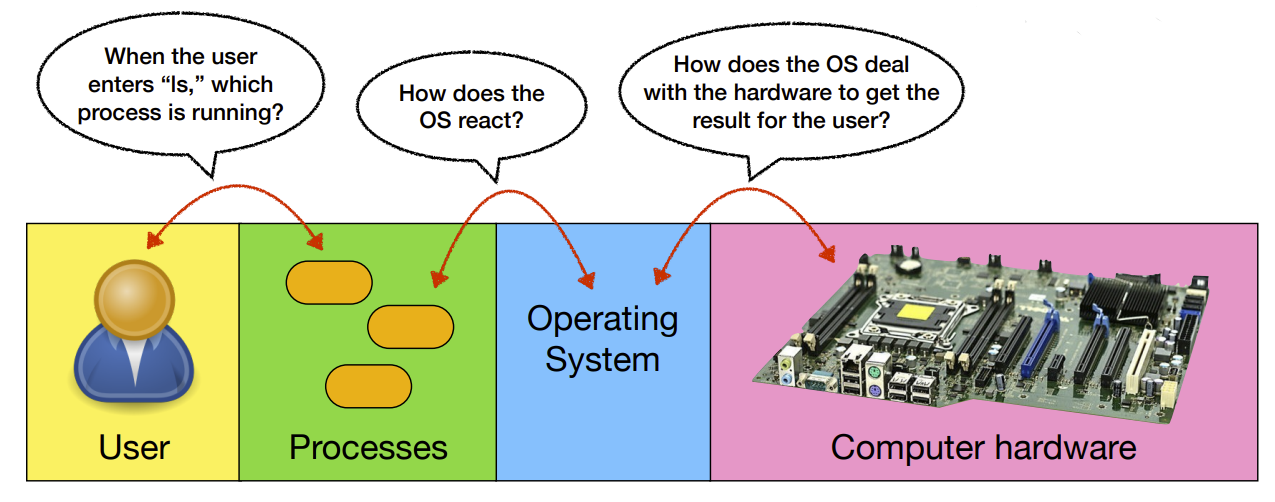 When the user
enters “ls,” which
process is running?
How does the
OS react?
How does the OS deal
with the hardware to get the
result for the user?
User
Processes
Operating
System
Computer hardware